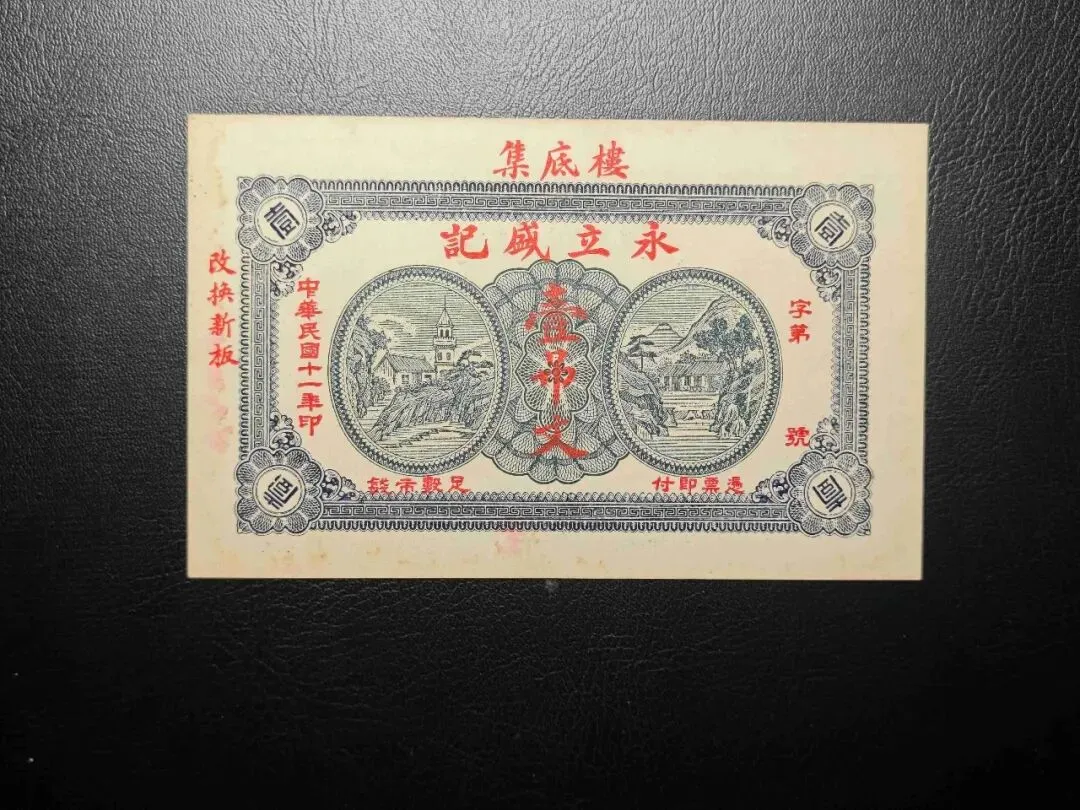 樓底集
永立盛記
壹
壹
壹
壹
壹吊文
字第
號
中華民國十一年印
改換新板
憑票即付
足數市錢